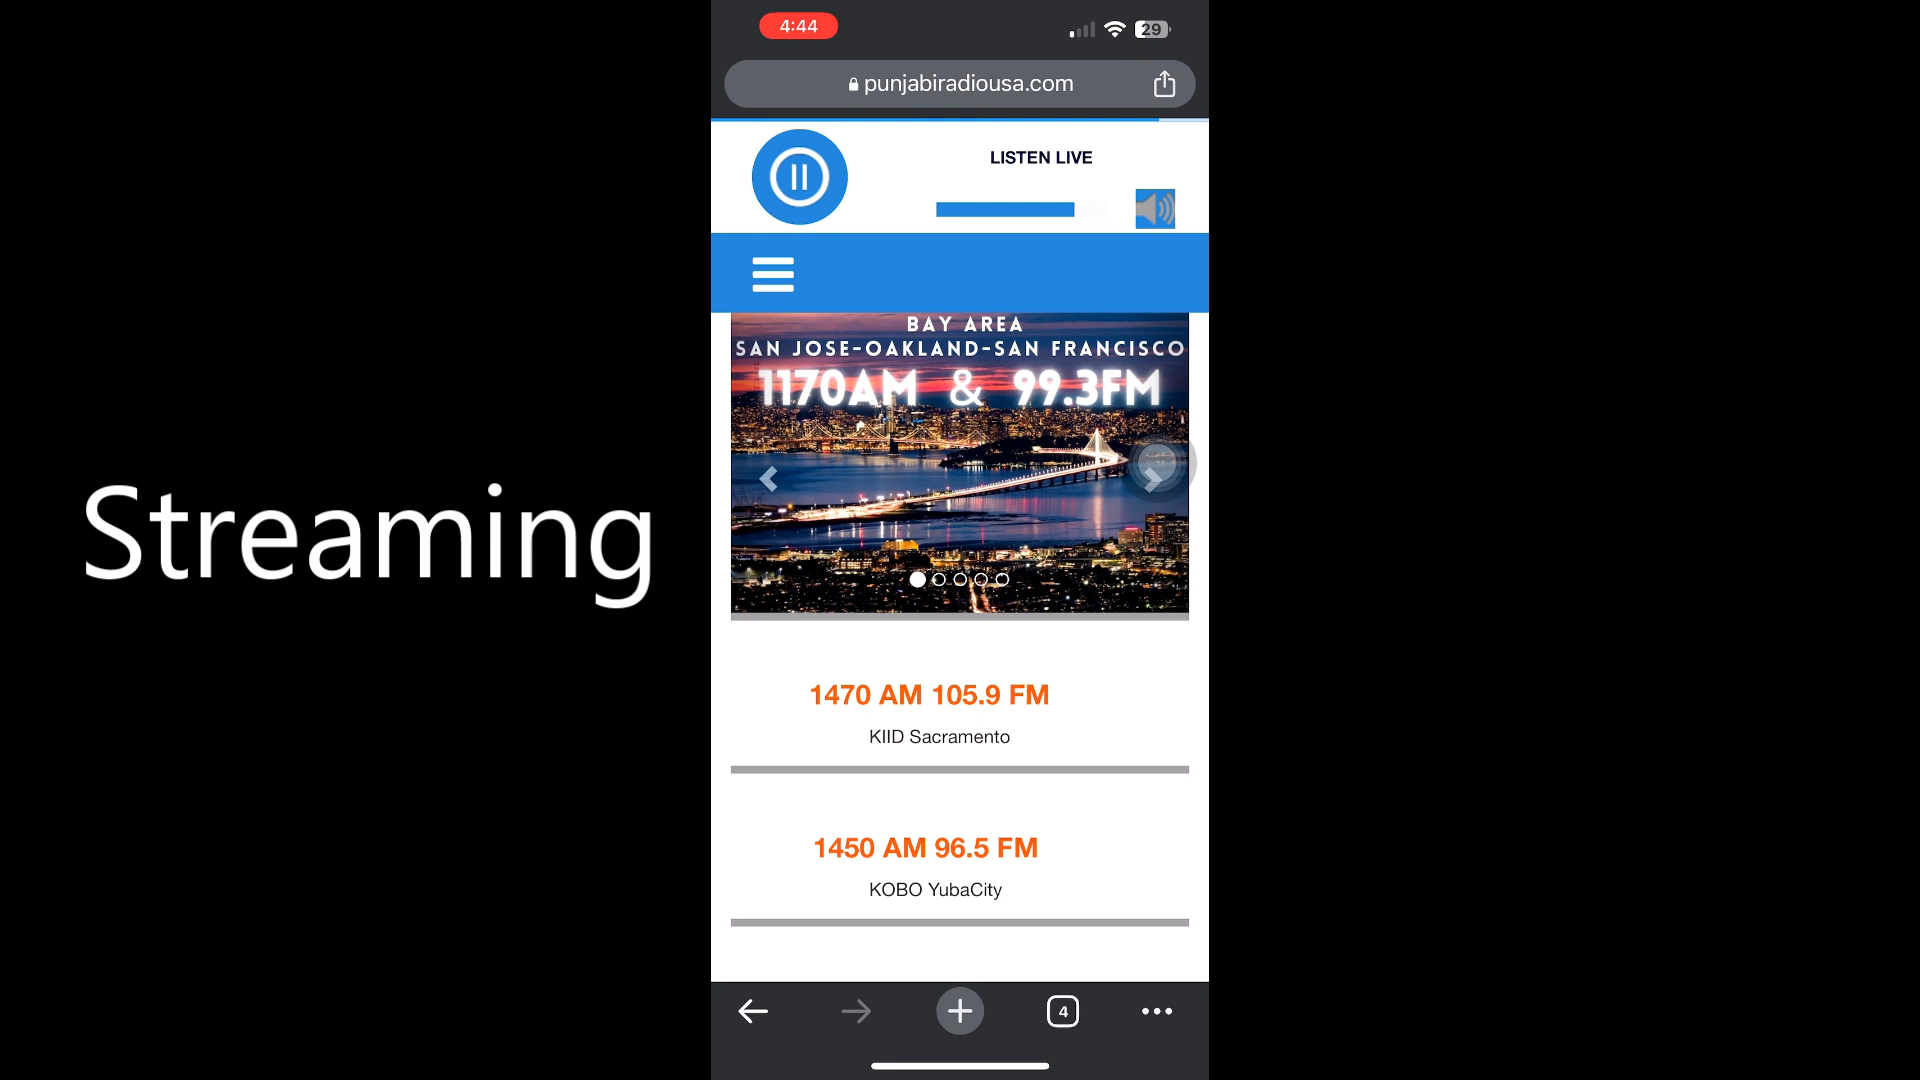 4:44
29
punjabiradiousa.com
LISTEN LIVE
BAY AREA
SAN JOSE-OAKLAND-SAN FRANCISCO
1170AM & 99.3FM
Streaming
1470 AM 105.9 FM
KIID Sacramento
1450 AM 96.5 FM
KOBO YubaCity
4